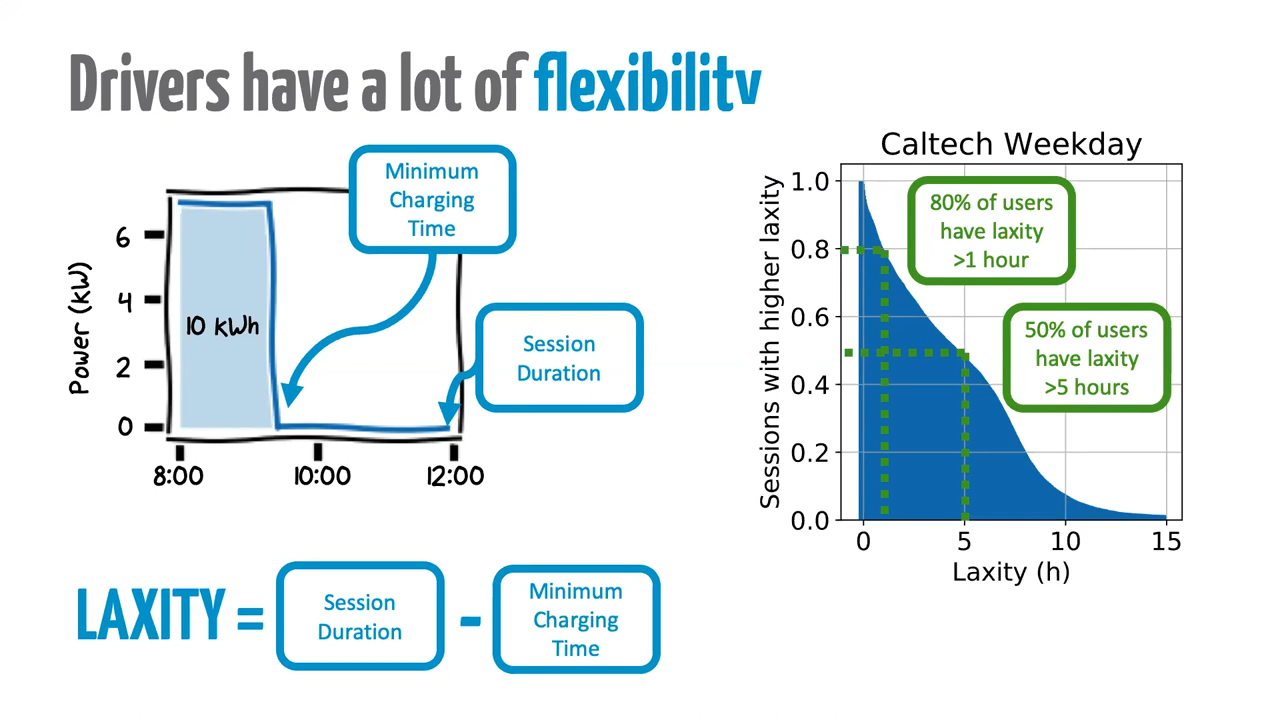 Drivers have a lot of flexibility
Minimum
Charging
Time
Session
Duration
Power (kW)
6
4
2
0
10 kWh
8:00
10:00
12:00
LAXITY =
Session
Duration
-
Minimum
Charging
Time
Caltech Weekday
Sessions with higher laxity
1.0
0.8
0.6
0.4
0.2
0.0
80% of users
have laxity
>1 hour
50% of users
have laxity
>5 hours
0
5
10
15
Laxity (h)